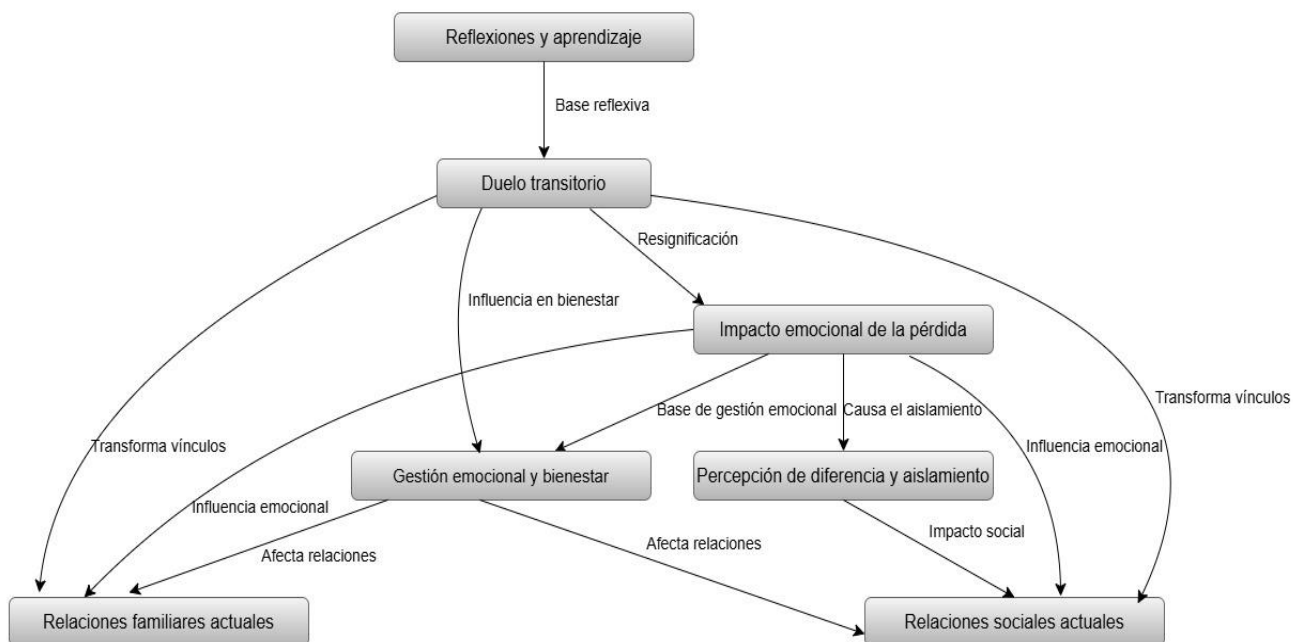 Reflexiones y aprendizaje
Base reflexiva
Duelo transitorio
Resignificación
Influencia en bienestar
Impacto emocional de la pérdida
Transforma vínculos
Base de gestión emocional
Causa el aislamiento
Transforma vínculos
Influencia emocional
Gestión emocional y bienestar
Percepción de diferencia y aislamiento
Influencia emocional
Impacto social
Afecta relaciones
Afecta relaciones
Relaciones familiares actuales
Relaciones sociales actuales